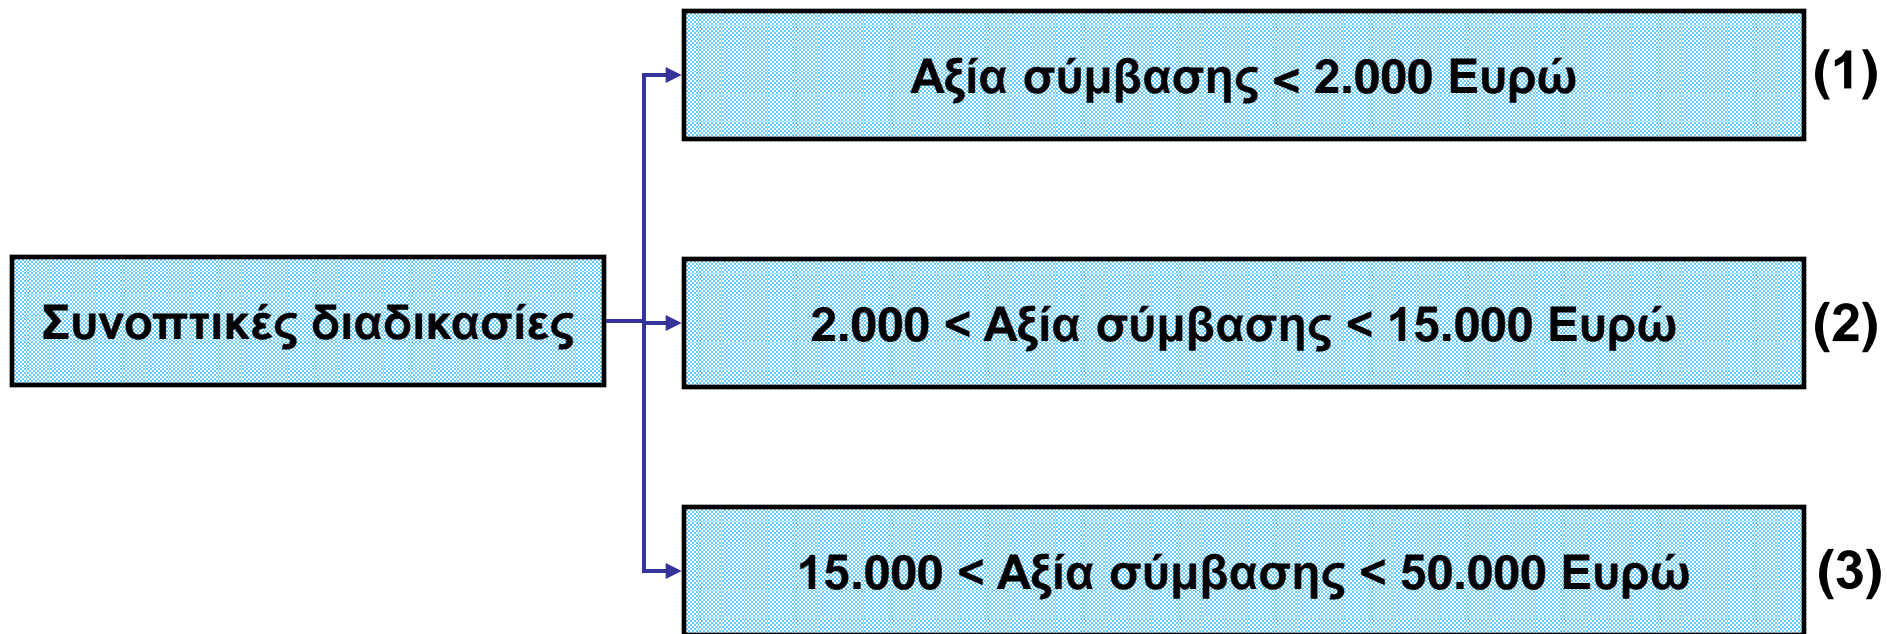 Αξία σύμβασης < 2.000 Ευρώ (1)
Συνοπτικές διαδικασίες
2.000 < Αξία σύμβασης < 15.000 Ευρώ (2)
15.000 < Αξία σύμβασης < 50.000 Ευρώ (3)